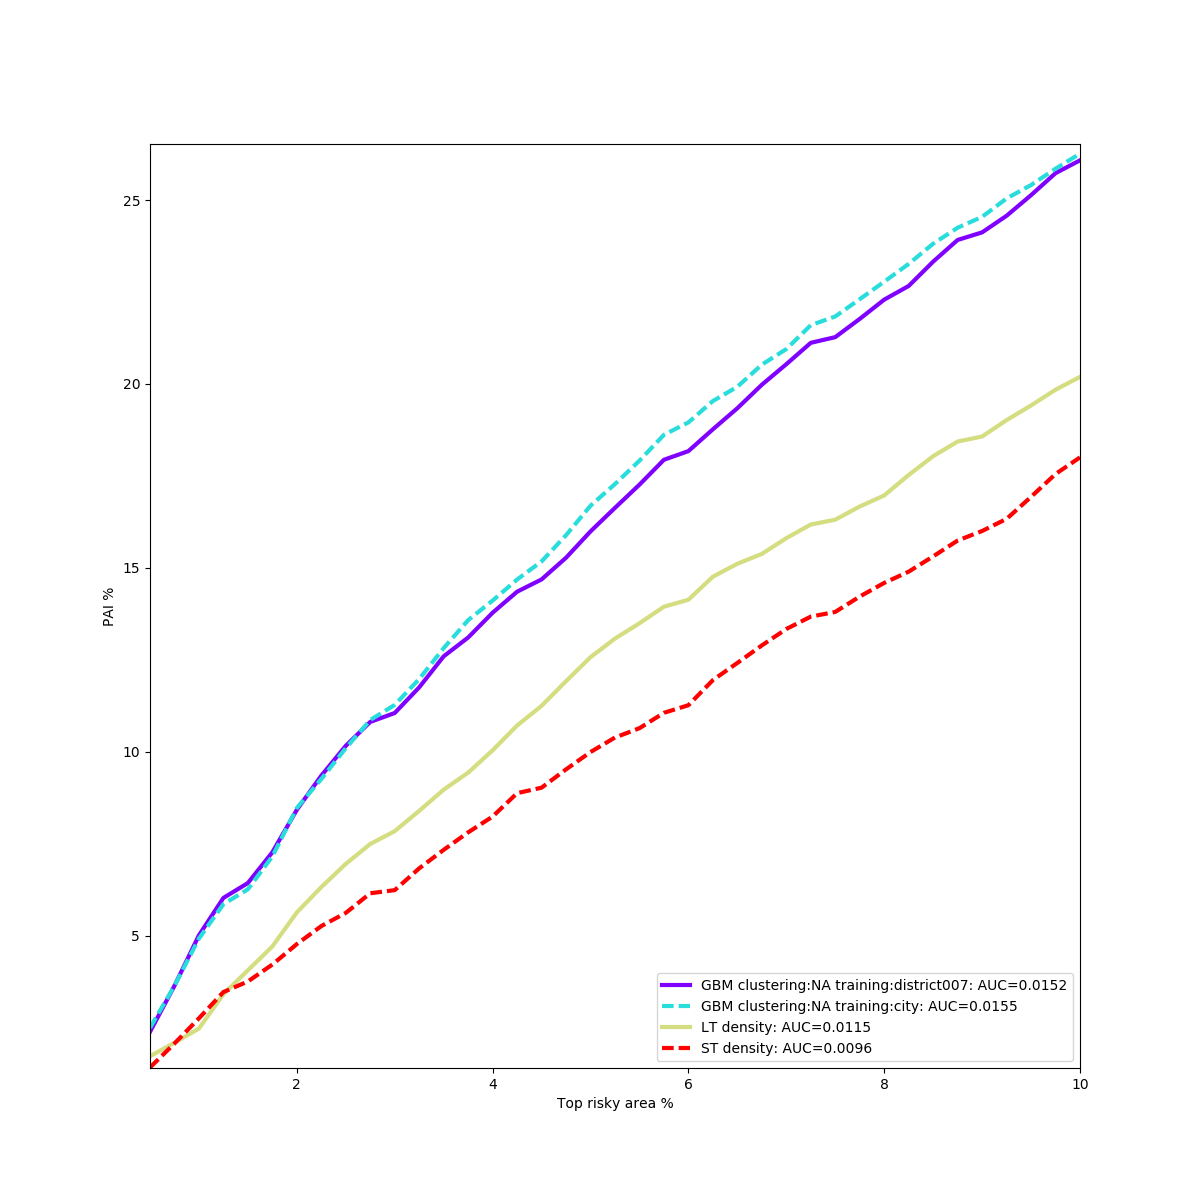 25
20
15
10
5
PAI %
2
4
6
8
10
Top risky area %
GBM clustering:NA training:district007: AUC=0.0152
GBM clustering:NA training:city: AUC=0.0155
LT density: AUC=0.0115
ST density: AUC=0.0096